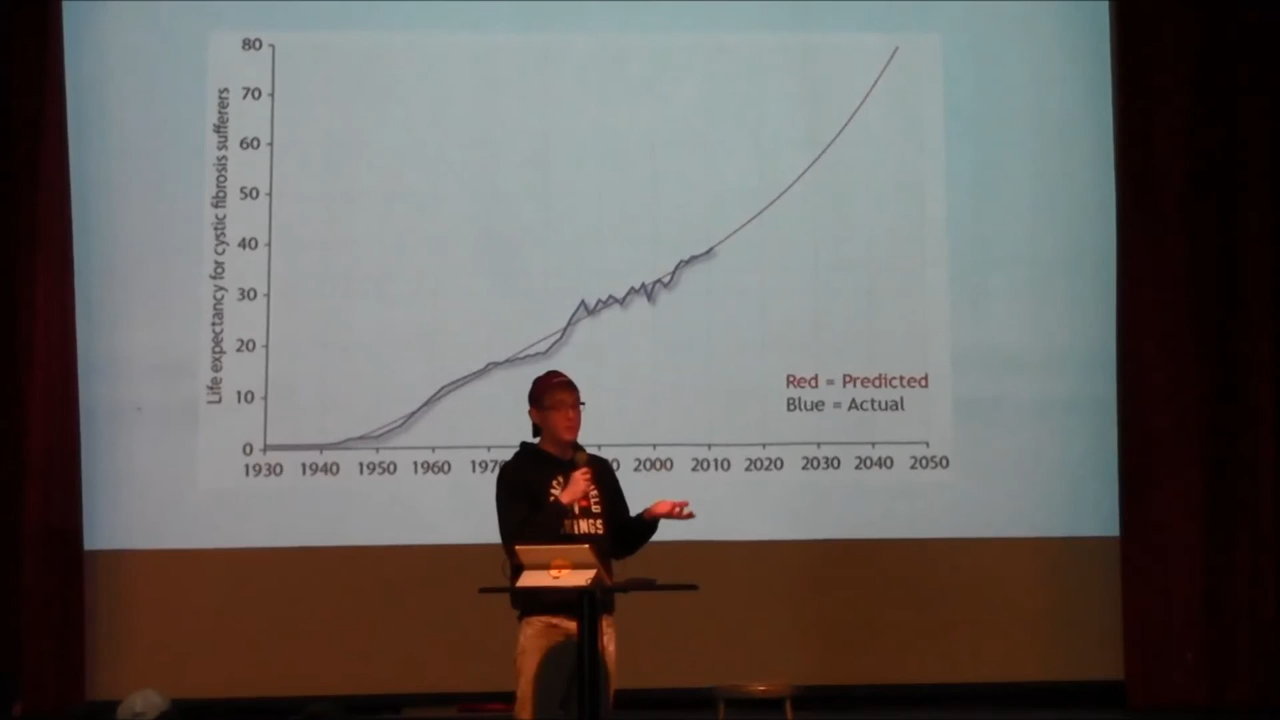 80
70
60
50
40
30
20
10
0
Life expectancy for cystic fibrosis sufferers
Red = Predicted
Blue = Actual
1930 1940 1950 1960 2000 2010 2020 2030 2040 2050